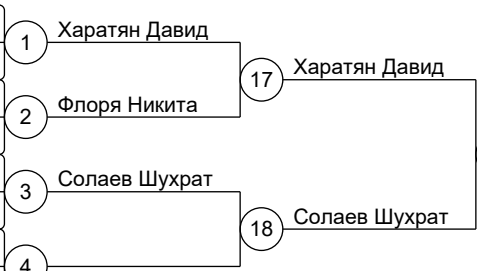 1 Харатян Давид
17 Харатян Давид
2 Флоря Никита
3 Солаев Шухрат
18 Солаев Шухрат
4